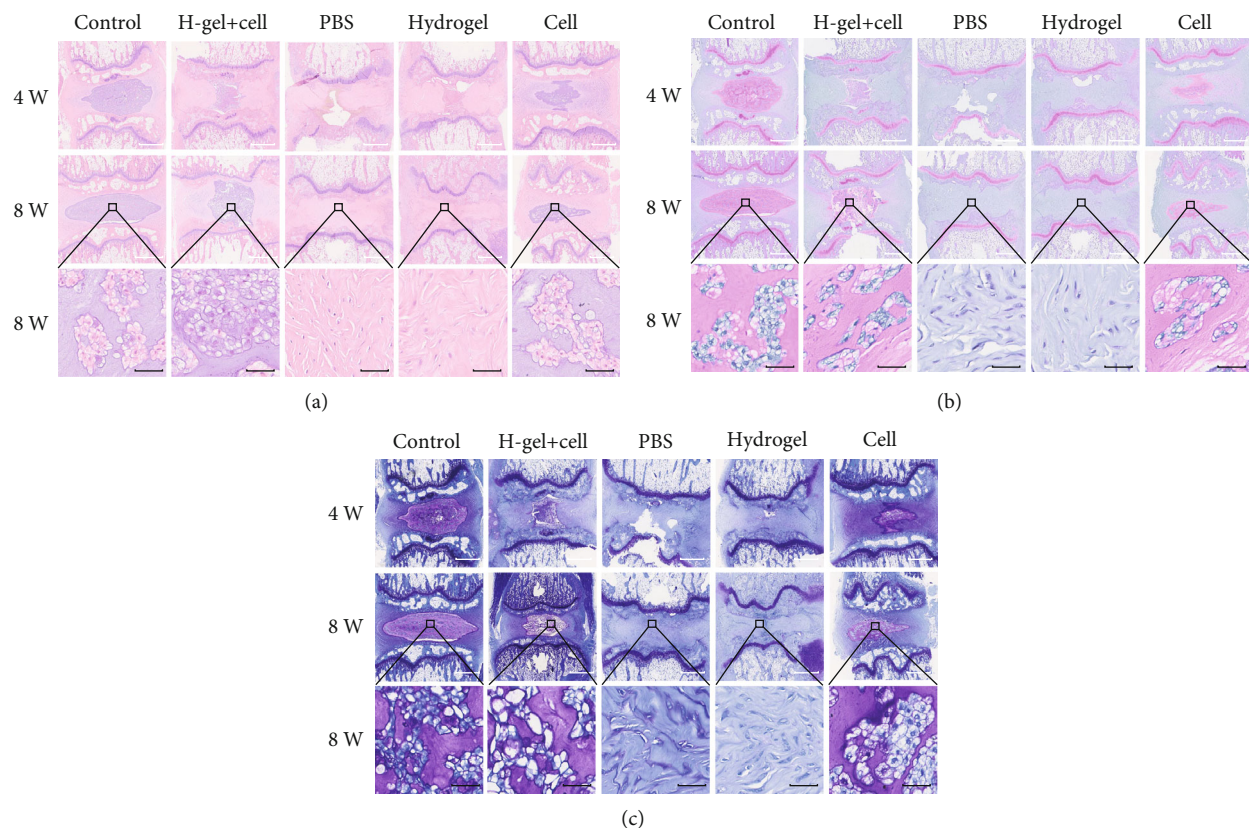 Control H-gel+cell PBS Hydrogel Cell
4 W
8 W
8 W
(a)
Control H-gel+cell PBS Hydrogel Cell
4 W
8 W
8 W
(b)
Control H-gel+cell PBS Hydrogel Cell
4 W
8 W
8 W
(c)